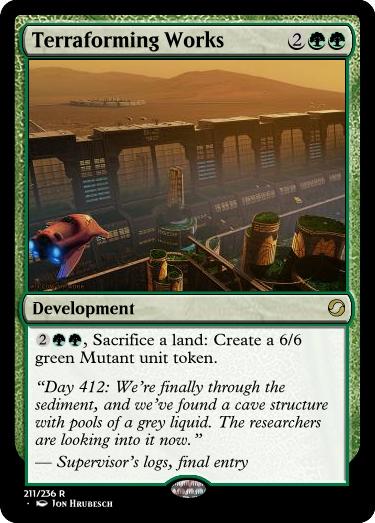 Terraforming Works 2
Development
2, Sacrifice a land: Create a 6/6
green Mutant unit token.
“Day 412: We’re finally through the
sediment, and we’ve found a cave structure
with pools of a grey liquid. The researchers
are looking into it now.”
— Supervisor’s logs, final entry
211/236 R
· Jon Hrubesch